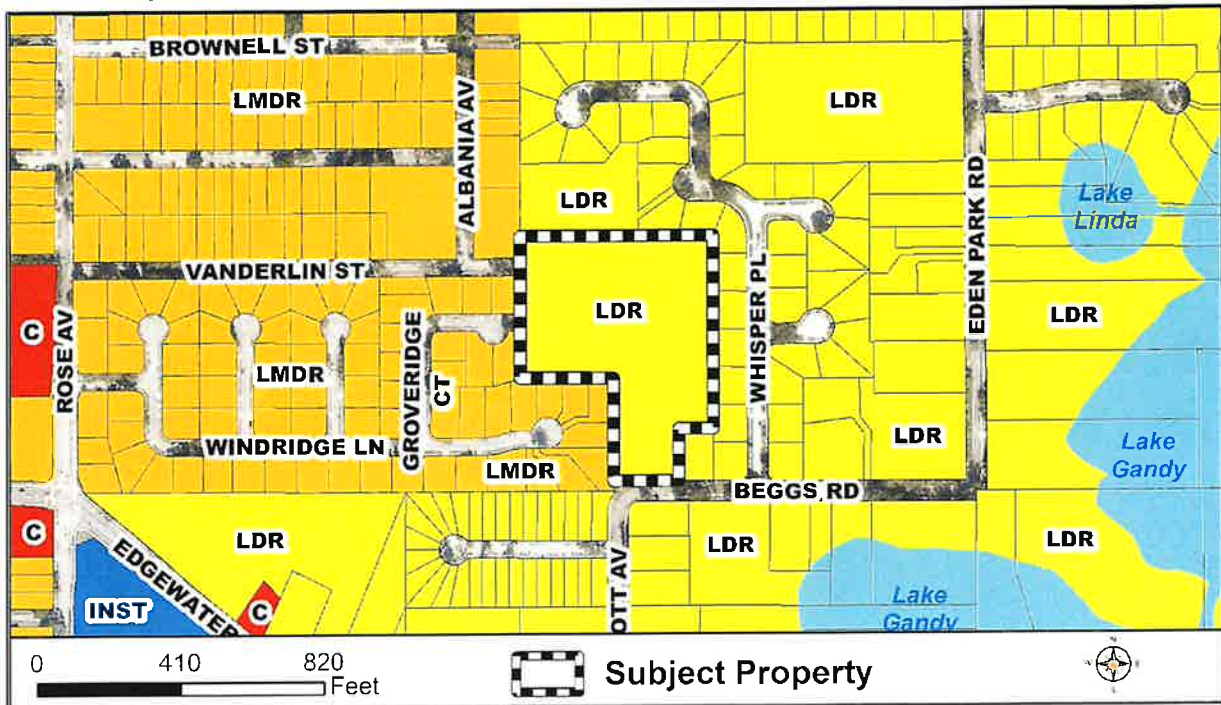 BROWNELL ST
LMDR
LDR
ALBANIA AV
LDR
Lake
Linda
EDEN PARK RD
VANDERLIN ST
LDR
LDR
C
ROSE AV
LMDR
GROVERIDGE
CT
WHISPER PL
WINDRIDGE LN
LMDR
LDR
Lake
Gandy
BEGGS RD
C
LDR
LDR
LDR
EDGEWATER
INST
C
OTT AV
Lake
Gandy
0 410 820
Feet
Subject Property